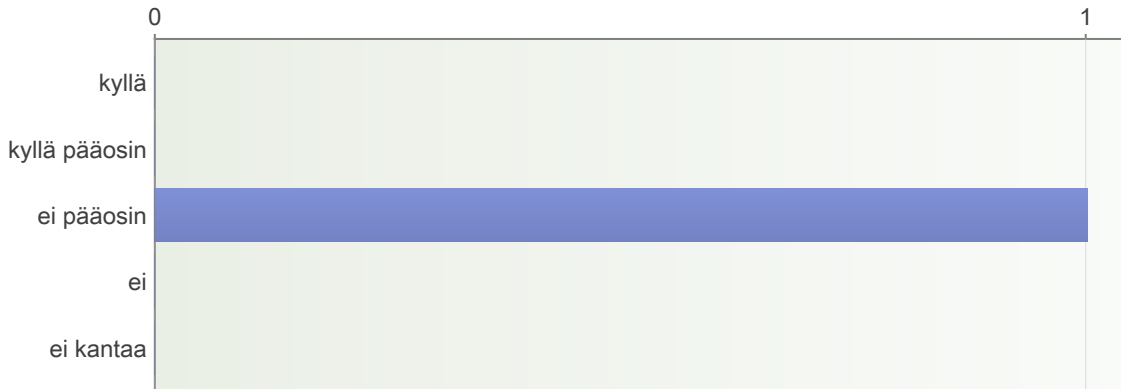 0 1
kyllä
kyllä pääosin
ei pääosin
ei
ei kantaa